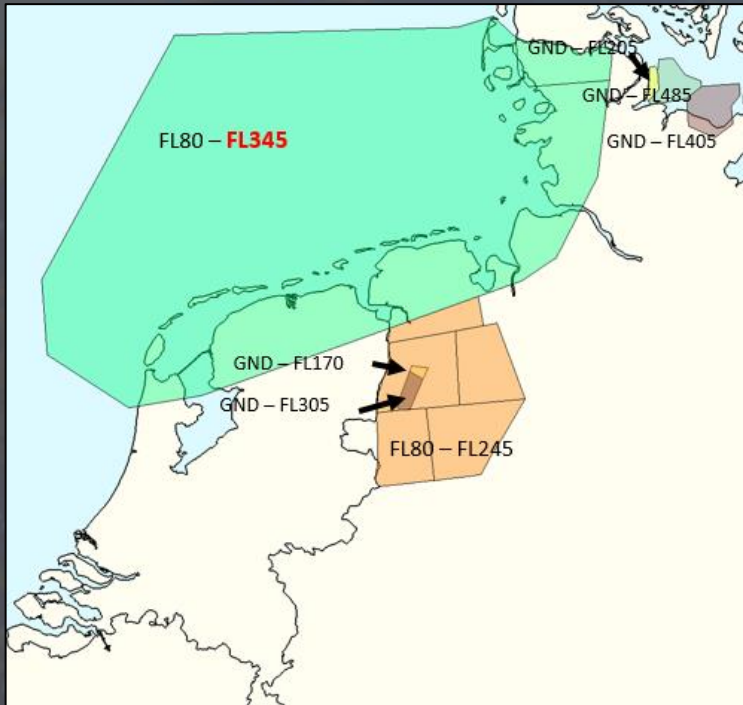 GND – FL205
GND – FL485
FL80 – FL345
GND – FL405
GND – FL170
GND – FL305
FL80 – FL245